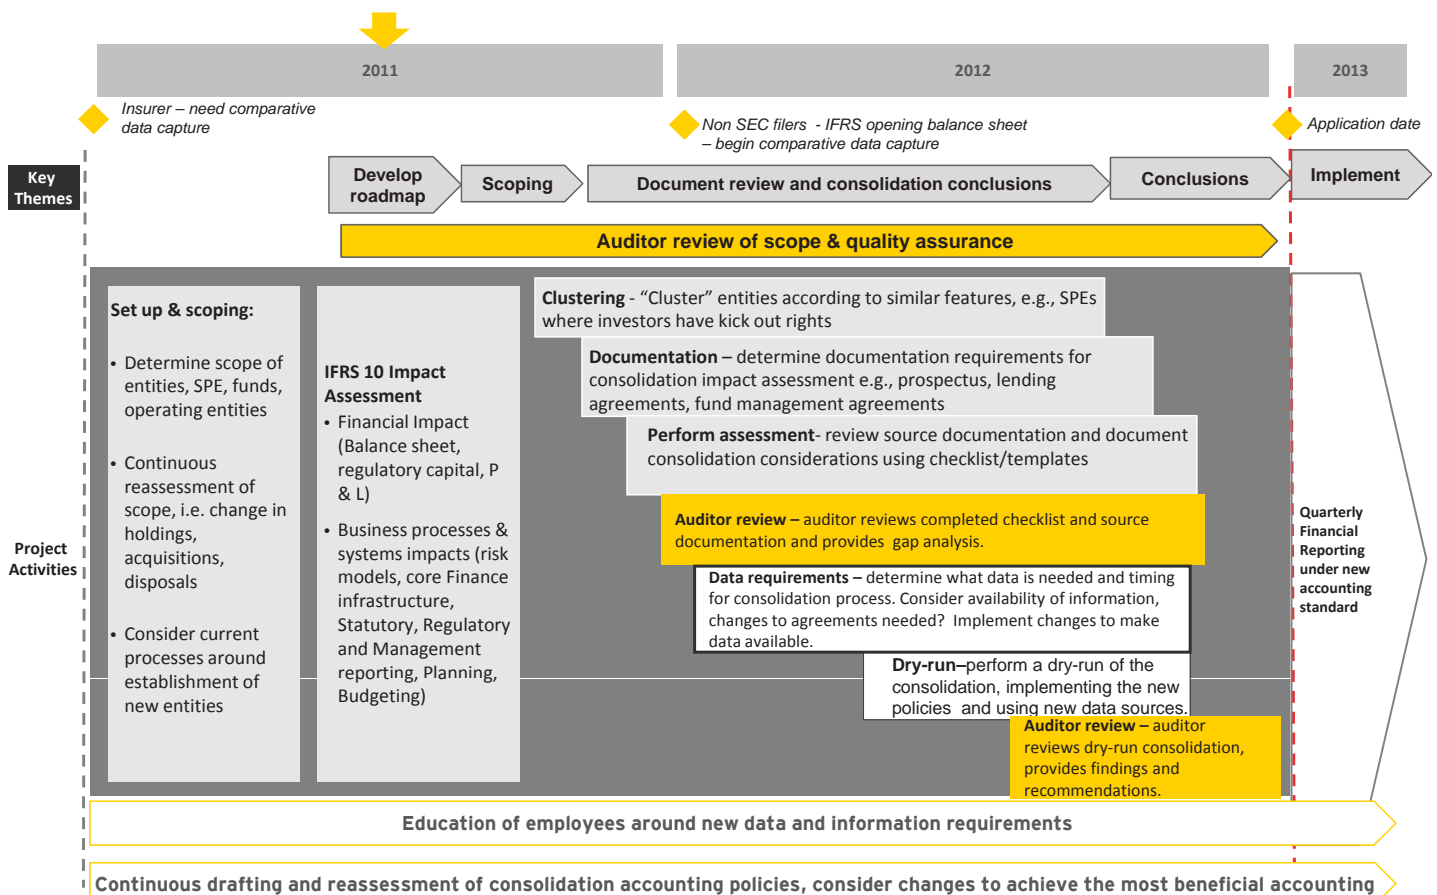 2011
2012
2013
Insurer – need comparative
data capture
Non SEC filers - IFRS opening balance sheet
– begin comparative data capture
Application date
Key
Themes
Develop
roadmap
Scoping
Document review and consolidation conclusions
Conclusions
Implement
Auditor review of scope & quality assurance
Project
Activities
Set up & scoping:
• Determine scope of
entities, SPE, funds,
operating entities
• Continuous
reassessment of
scope, i.e. change in
holdings,
acquisitions,
disposals
• Consider current
processes around
establishment of
new entities
IFRS 10 Impact
Assessment
• Financial Impact
(Balance sheet,
regulatory capital, P
& L)
• Business processes &
systems impacts (risk
models, core Finance
infrastructure,
Statutory, Regulatory
and Management
reporting, Planning,
Budgeting)
Clustering - “Cluster” entities according to similar features, e.g., SPEs
where investors have kick out rights
Documentation – determine documentation requirements for
consolidation impact assessment e.g., prospectus, lending
agreements, fund management agreements
Perform assessment- review source documentation and document
consolidation considerations using checklist/templates
Auditor review – auditor reviews completed checklist and source
documentation and provides gap analysis.
Data requirements – determine what data is needed and timing
for consolidation process. Consider availability of information,
changes to agreements needed? Implement changes to make
data available.
Dry-run–perform a dry-run of the
consolidation, implementing the new
policies and using new data sources.
Auditor review – auditor
reviews dry-run consolidation,
provides findings and
recommendations.
Quarterly
Financial
Reporting
under new
accounting
standard
Education of employees around new data and information requirements
Continuous drafting and reassessment of consolidation accounting policies, consider changes to achieve the most beneficial accounting